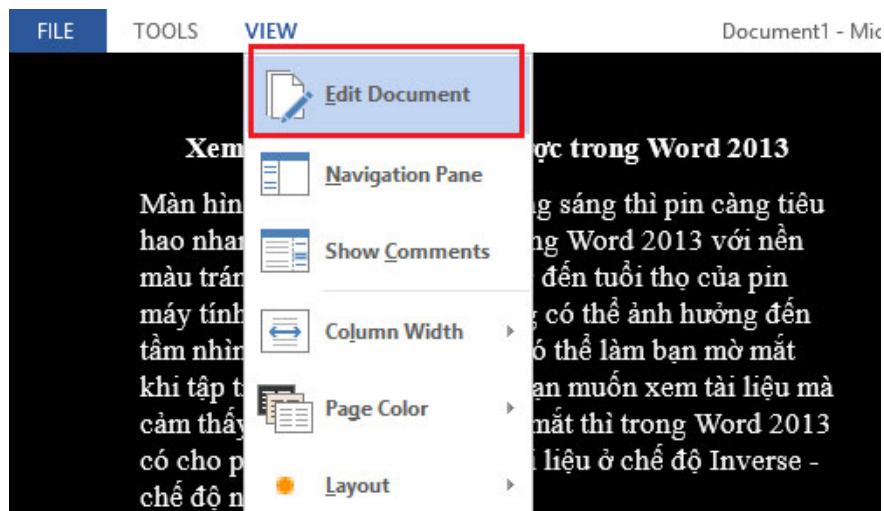 FILE TOOLS VIEW Document1 - Mic
Edit Document
Navigation Pane
Show Comments
Column Width
Page Color
Layout
Xem ợc trong Word 2013
Màn hìn g sáng thì pin càng tiêu
hao nhan ng Word 2013 với nền
màu trán đến tuổi thọ của pin
máy tính g có thể ảnh hưởng đến
tầm nhìn ó thể làm bạn mờ mắt
khi tập t ạn muốn xem tài liệu mà
cảm thấy mắt thì trong Word 2013
có cho p i liệu ở chế độ Inverse -
chế độ n